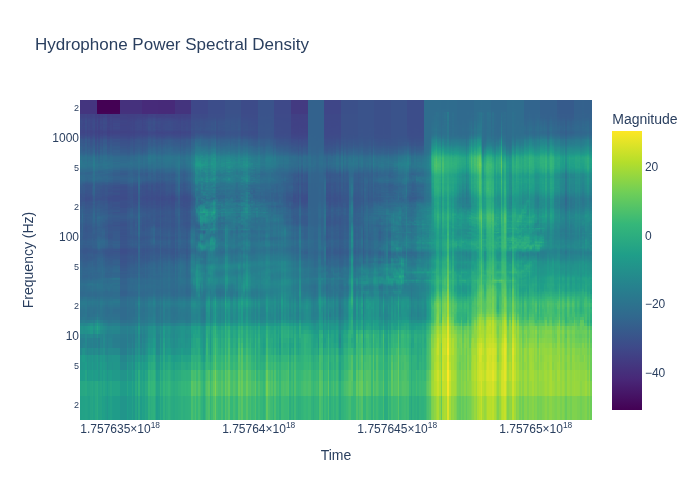 Hydrophone Power Spectral Density
Magnitude
20
0
−20
−40
2
1000
5
2
100
5
2
10
5
2
Frequency (Hz)
1.757635×10¹⁸ 1.75764×10¹⁸ 1.757645×10¹⁸ 1.75765×10¹⁸
Time